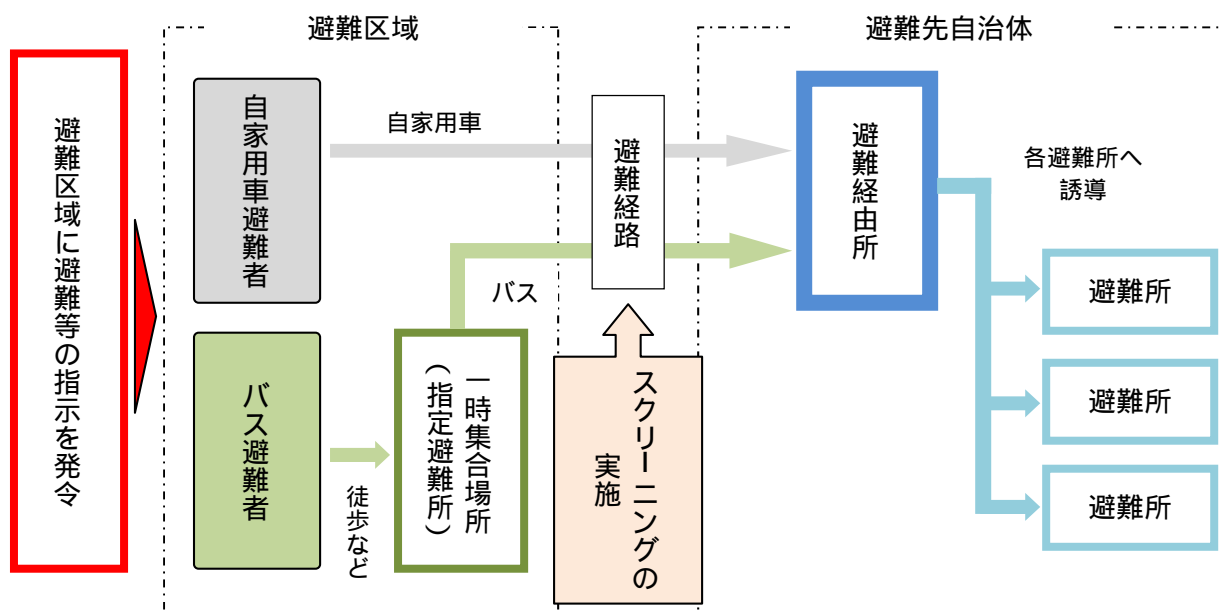 避難区域
避難先自治体
避難区域に避難等の指示を発令
自家用車避難者
自家用車
避難経路
避難経由所
各避難所へ
誘導
バス
バス避難者
徒歩など
一時集合場所
(指定避難所)
スクリーニングの
実施
避難所
避難所
避難所